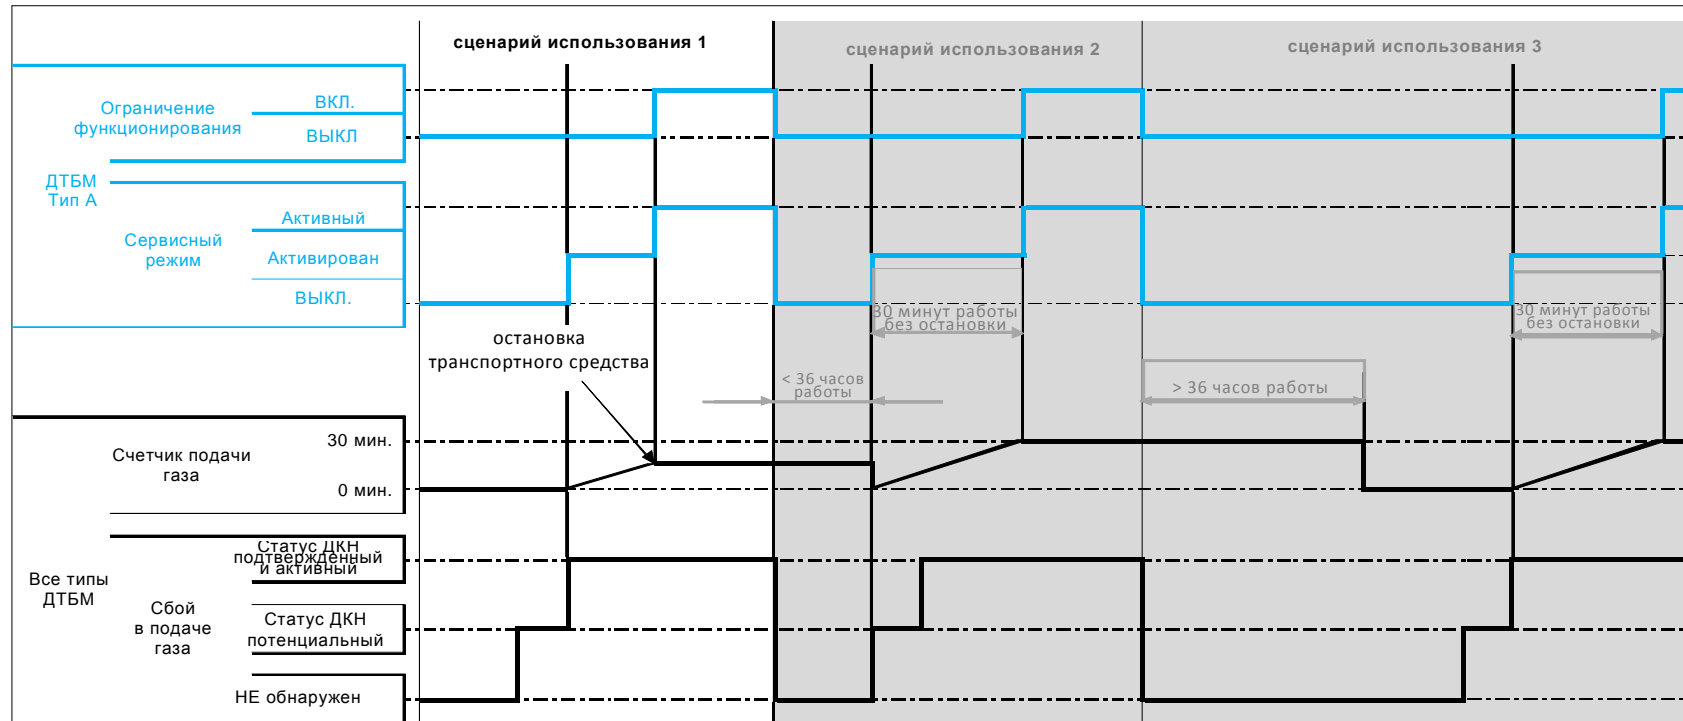 сценарий использования 1
сценарий использования 2
сценарий использования 3
Ограничение
функционирования
ВКЛ.
ВЫКЛ
ДТБМ
Тип А
Сервисный
режим
Активный
Активирован
ВЫКЛ.
30 минут работы
без остановки
30 минут работы
без остановки
остановка
транспортного средства
< 36 часов
работы
> 36 часов работы
Счетчик подачи
газа
30 мин.
0 мин.
Все типы
ДТБМ
Сбой
в подаче
газа
Статус ДКН
подтвержденный
и активный
Статус ДКН
потенциальный
НЕ обнаружен